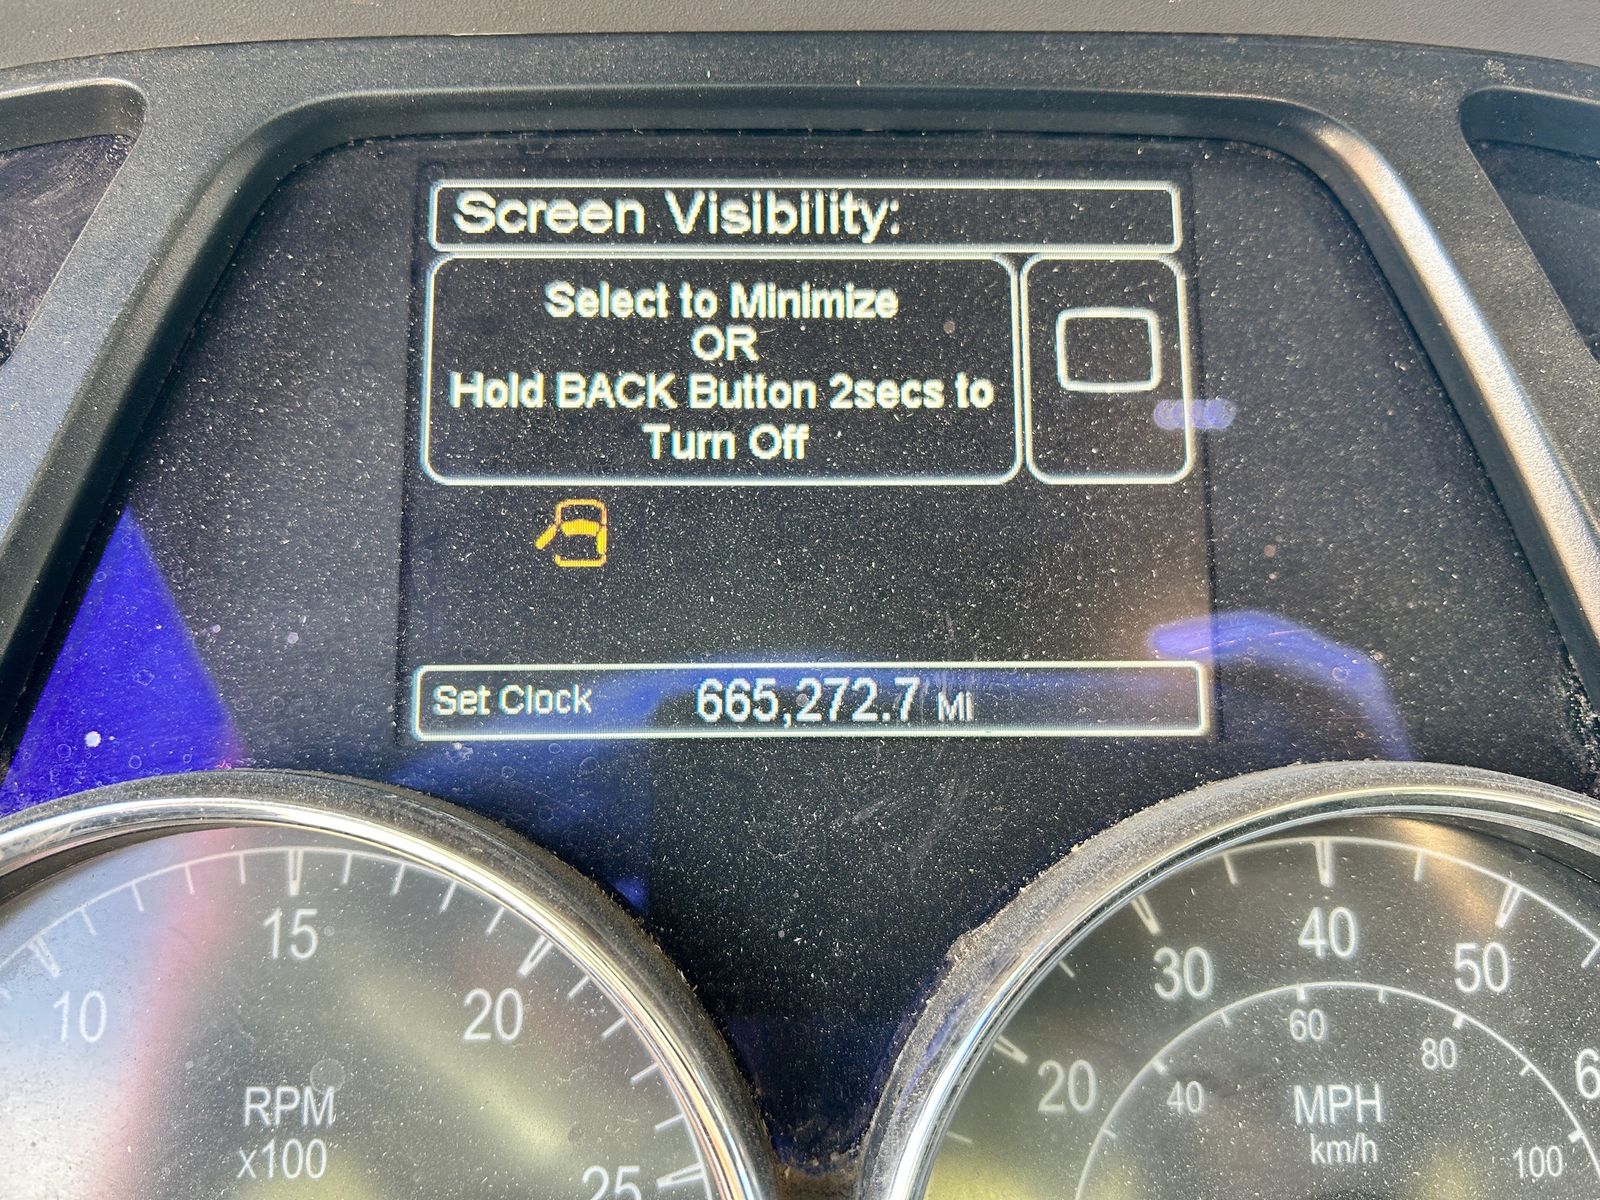 Screen Visibility:
Select to Minimize
OR
Hold BACK Button 2secs to
Turn Off
Set Clock 665,272.7 MI
10
15
20
25
RPM
x100
20
30
40
50
40
60
80
100
MPH
km/h